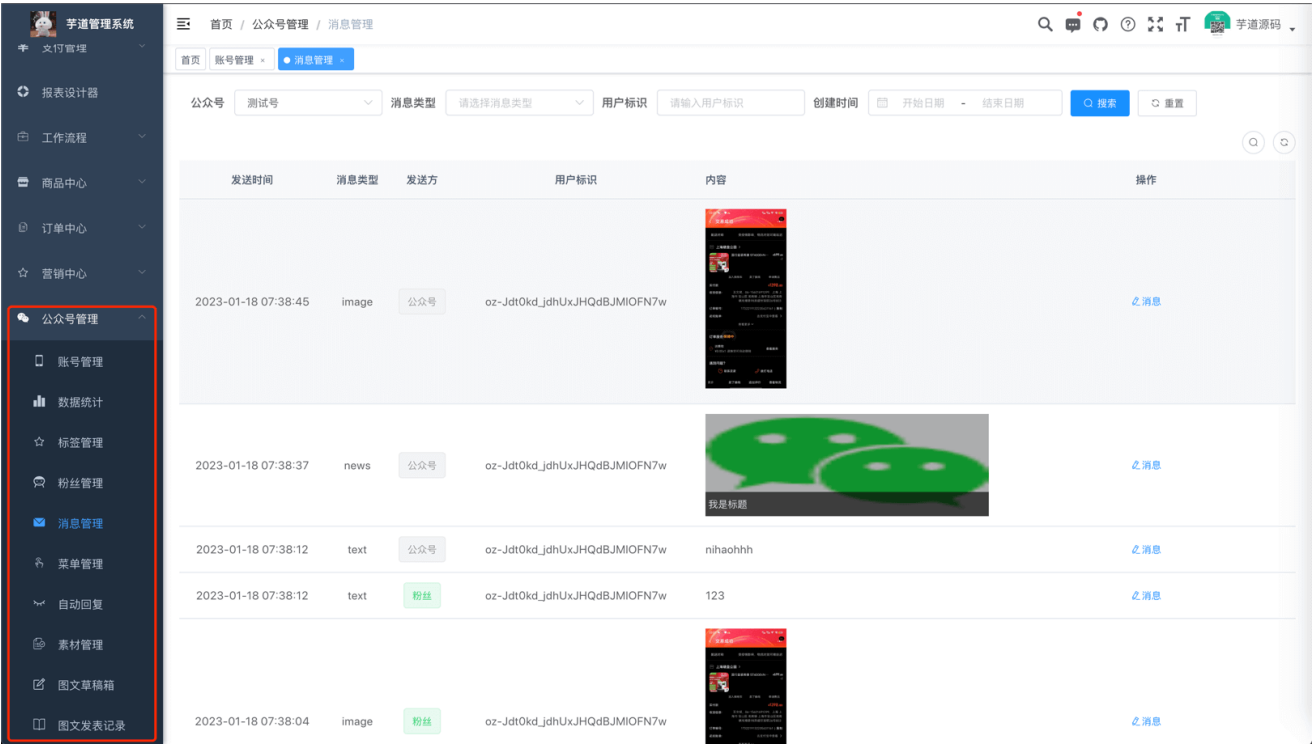 芋道管理系统
首页 / 公众号管理 / 消息管理
芋道源码
支付管理
首页 账号管理 × 消息管理 ×
报表设计器
公众号 测试号 消息类型 请选择消息类型 用户标识 请输入用户标识 创建时间 开始日期 - 结束日期 搜索 重置
工作流程
商品中心
订单中心
营销中心
公众号管理
账号管理
数据统计
标签管理
粉丝管理
消息管理
菜单管理
自动回复
素材管理
图文草稿箱
图文发表记录
发送时间 消息类型 发送方 用户标识 内容 操作
2023-01-18 07:38:45 image 公众号 oz-Jdt0kd_jdhUxJHQdBJMlOFN7w 消息
2023-01-18 07:38:37 news 公众号 oz-Jdt0kd_jdhUxJHQdBJMlOFN7w 消息
我是标题
2023-01-18 07:38:12 text 公众号 oz-Jdt0kd_jdhUxJHQdBJMlOFN7w nihaohhh 消息
2023-01-18 07:38:12 text 粉丝 oz-Jdt0kd_jdhUxJHQdBJMlOFN7w 123 消息
2023-01-18 07:38:04 image 粉丝 oz-Jdt0kd_jdhUxJHQdBJMlOFN7w 消息